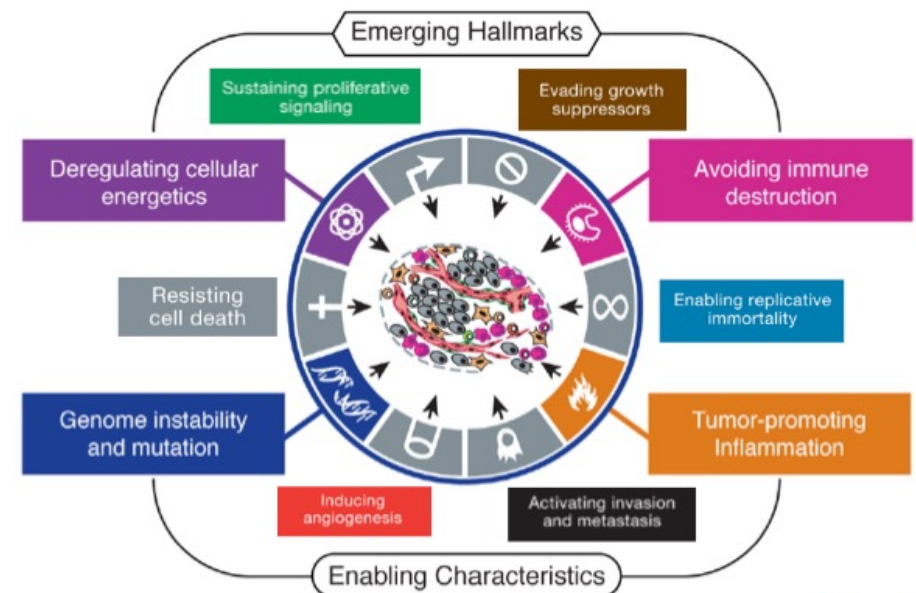 Emerging Hallmarks
Sustaining proliferative
signaling
Evading growth
suppressors
Deregulating cellular
energetics
Avoiding immune
destruction
Resisting
cell death
Enabling replicative
immortality
Genome instability
and mutation
Tumor-promoting
Inflammation
Inducing
angiogenesis
Activating invasion
and metastasis
Enabling Characteristics